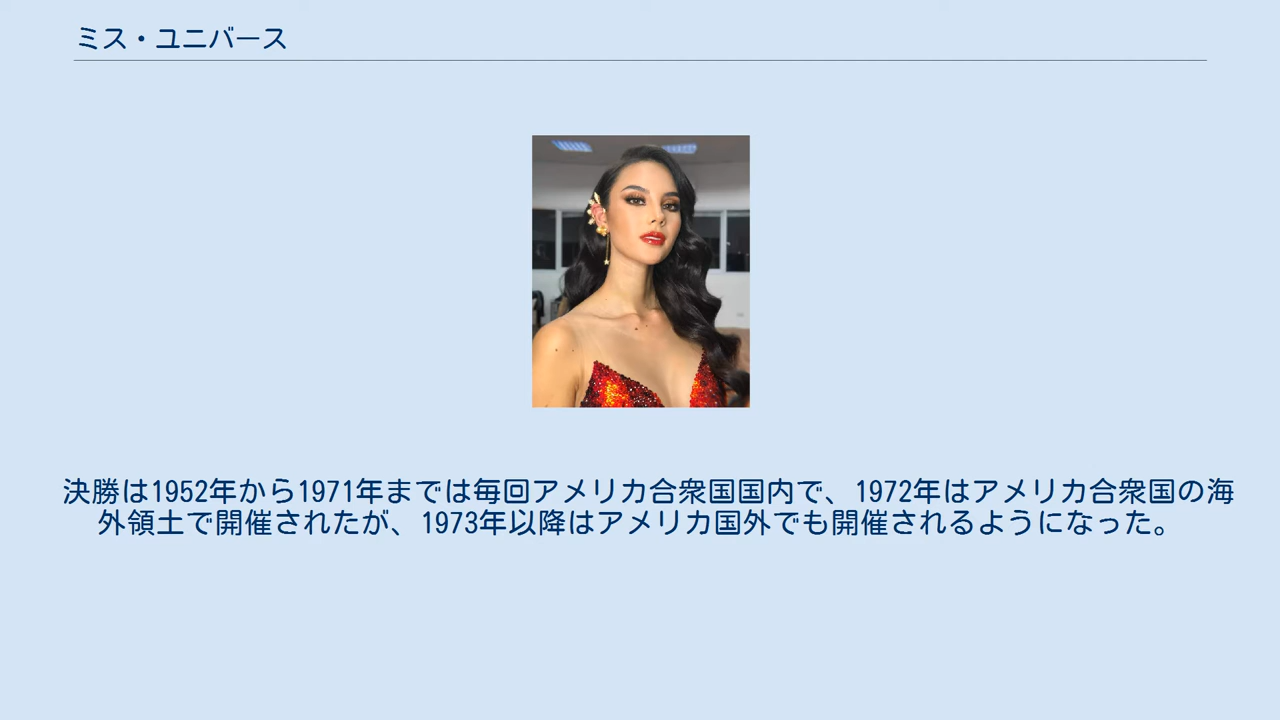 ミス・ユニバース
決勝は1952年から1971年までは毎回アメリカ合衆国国内で、1972年はアメリカ合衆国の海
外領土で開催されたが、1973年以降はアメリカ国外でも開催されるようになった。